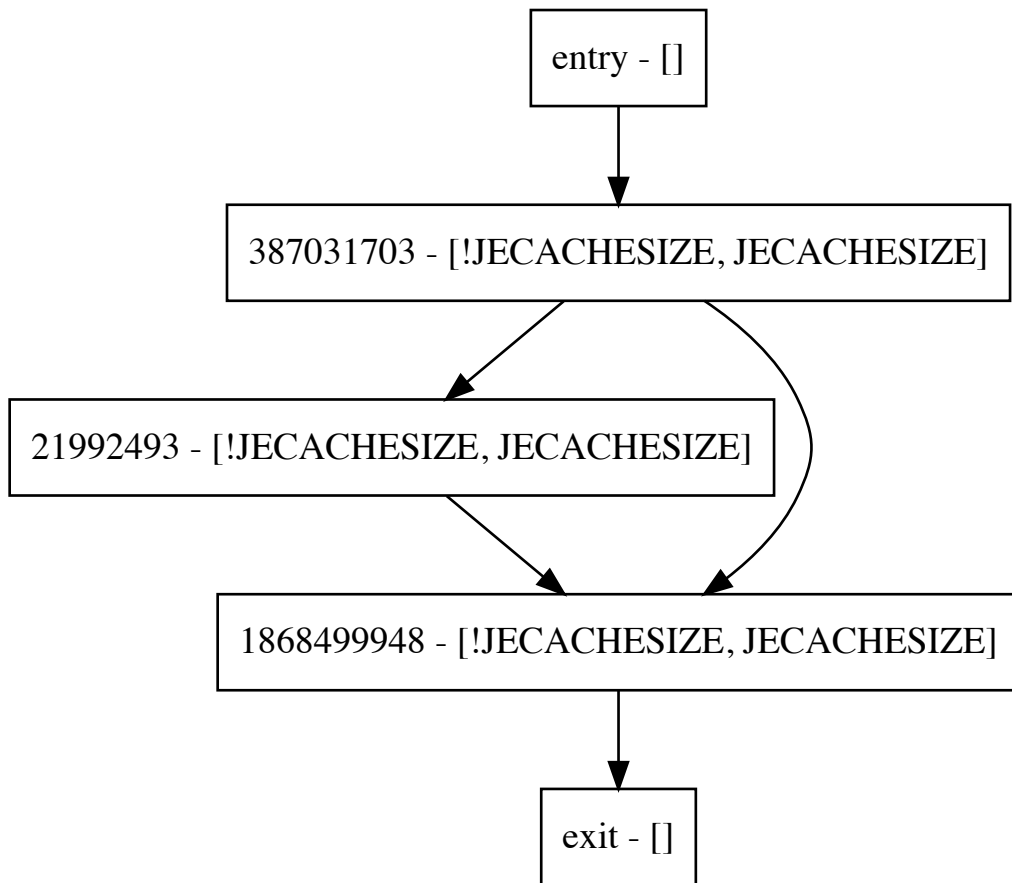 entry - []
387031703 - [!JECACHESIZE, JECACHESIZE]
21992493 - [!JECACHESIZE, JECACHESIZE]
1868499948 - [!JECACHESIZE, JECACHESIZE]
exit - []